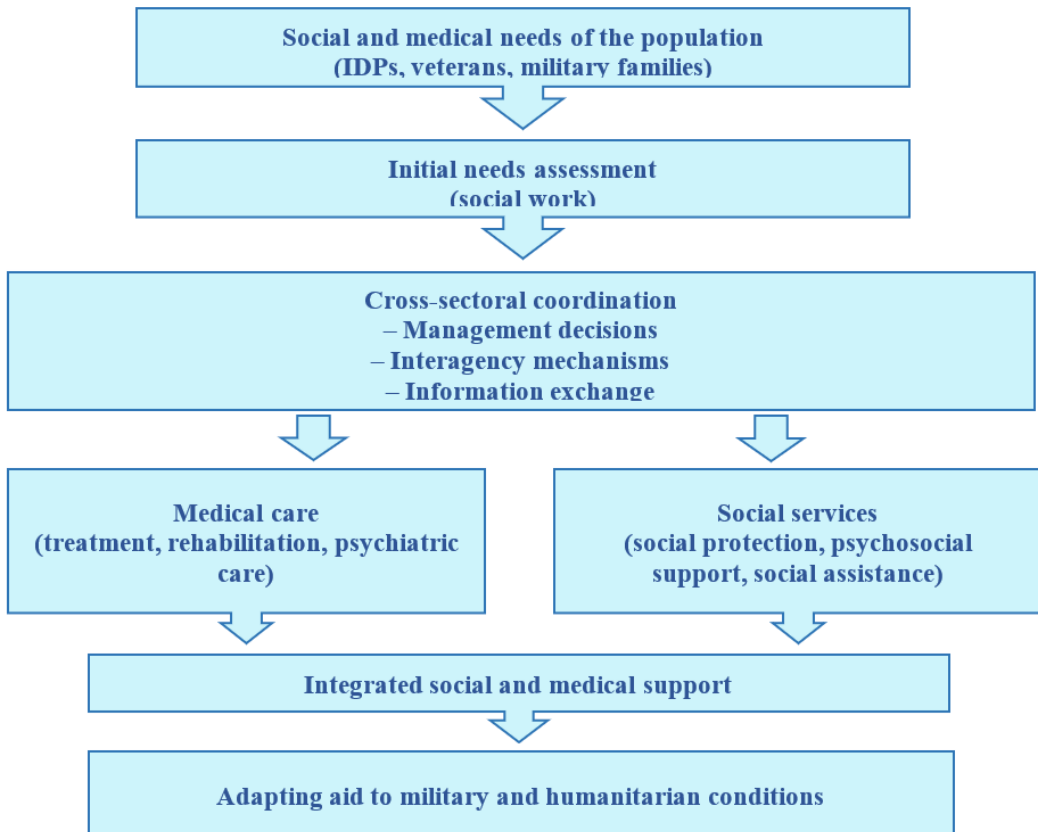 Social and medical needs of the population
(IDPs, veterans, military families)
Initial needs assessment
(social work)
Cross-sectoral coordination
– Management decisions
– Interagency mechanisms
– Information exchange
Medical care
(treatment, rehabilitation, psychiatric
care)
Social services
(social protection, psychosocial
support, social assistance)
Integrated social and medical support
Adapting aid to military and humanitarian conditions